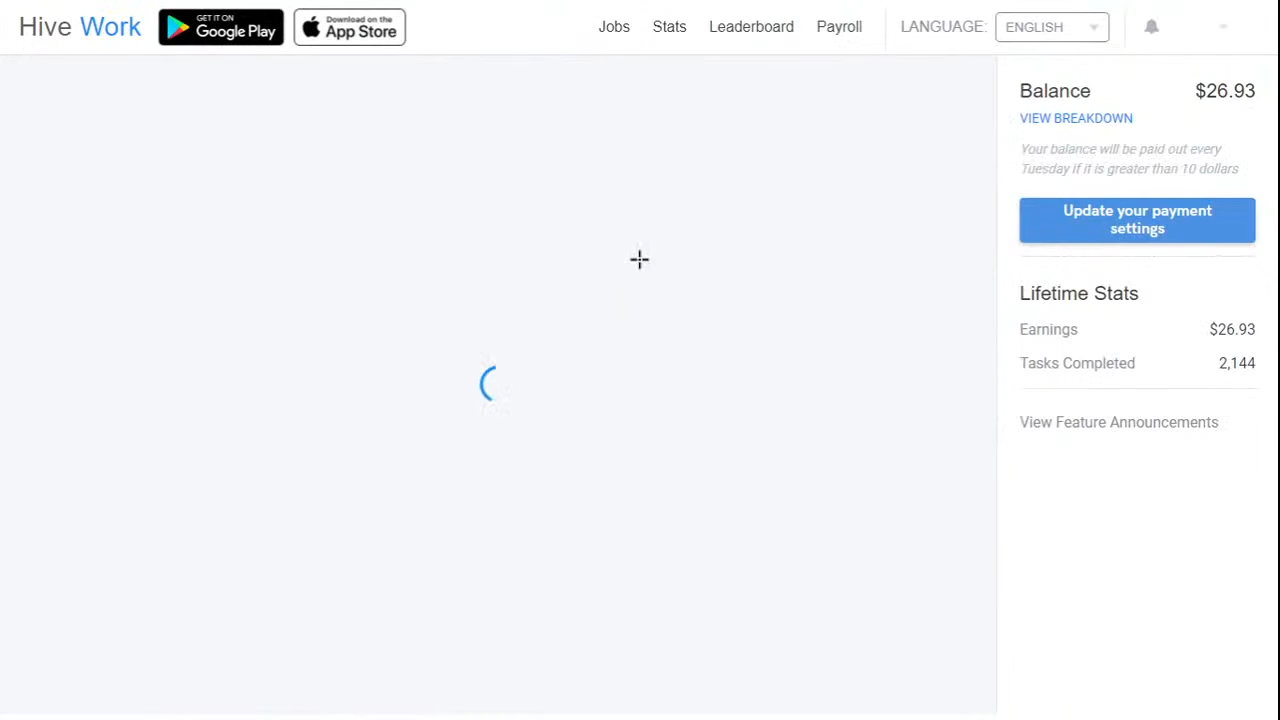 Hive Work
GET IT ON
Google Play
Download on the
App Store
Jobs
Stats
Leaderboard
Payroll
LANGUAGE:
ENGLISH
Balance $26.93
VIEW BREAKDOWN
Your balance will be paid out every
Tuesday if it is greater than 10 dollars
Update your payment
settings
Lifetime Stats
Earnings $26.93
Tasks Completed 2,144
View Feature Announcements